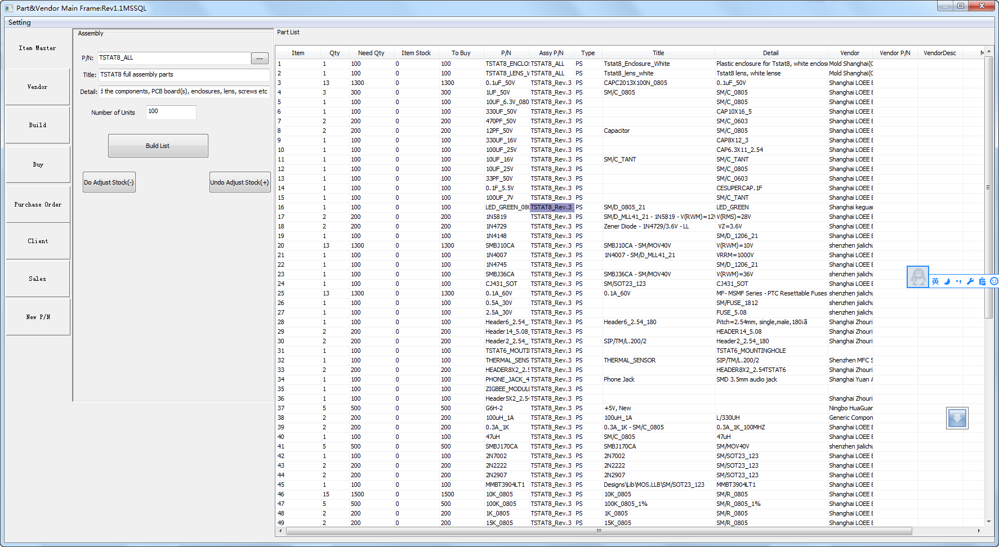 Part&Vendor Main Frame:Rev1.1MSSQL
Setting
Item Master
Vendor
Build
Buy
Purchase Order
Client
Sales
New P/N
Assembly
P/N: TSTAT8_ALL ---
Title: TSTAT8 full assembly parts
Detail: d the components, PCB board(s), enclosures, lens, screws etc
Number of Units 100
Build List
Do Adjust Stock(-) Undo Adjust Stock(+)
Part List
Item Qty Need Qty Item Stock To Buy P/N Assy P/N Type Title Detail Vendor Vendor P/N VendorDesc
1 1 100 0 100 TSTAT8_ENCLO TSTAT8_ALL PS Tstat8_Enclosure_White Plastic enclosure for Tstat8, white enclosu Mold Shanghai(C
2 1 100 0 100 TSTAT8_LENS_V TSTAT8_ALL PS Tstat8_lens_white Tstat8 lens, white lense Mold Shanghai(C
3 13 1300 0 1300 0.1uF_50V TSTAT8_Rev.3 PS CAPC2013X100N_0805 0.1uF_50V Shanghai LOEE E
4 3 300 0 300 1UF_50V TSTAT8_Rev.3 PS SM/C_0805 SM/C_0805 Shanghai LOEE E
5 1 100 0 100 10UF_6.3V_080 TSTAT8_Rev.3 PS SM/C_0805 Shanghai LOEE E
6 1 100 0 100 330UF_50V TSTAT8_Rev.3 PS CAP10X16_5 Shanghai LOEE E
7 2 200 0 200 470PF_50V TSTAT8_Rev.3 PS SM/C_0603 Shanghai LOEE E
8 2 200 0 200 12PF_50V TSTAT8_Rev.3 PS Capacitor SM/C_0805 Shanghai LOEE E
9 1 100 0 100 330UF_16V TSTAT8_Rev.3 PS CAP8X12_3 Shanghai LOEE E
10 1 100 0 100 100UF_25V TSTAT8_Rev.3 PS CAP6.3X11_2.54 Shanghai LOEE E
11 1 100 0 100 10UF_16V TSTAT8_Rev.3 PS SM/C_TANT SM/C_TANT Shanghai LOEE E
12 1 100 0 100 10UF_25V TSTAT8_Rev.3 PS SM/C_0805 Shanghai LOEE E
13 1 100 0 100 33PF_50V TSTAT8_Rev.3 PS SM/C_0603 Shanghai LOEE E
14 1 100 0 100 0.1F_5.5V TSTAT8_Rev.3 PS CESUPERCAP.1F Shanghai LOEE E
15 1 100 0 100 100UF_7V TSTAT8_Rev.3 PS SM/C_TANT Shanghai LOEE E
16 1 100 0 100 LED_GREEN_080 TSTAT8_Rev.3 PS SM/D_0805_21 LED_GREEN Shanghai keguar
17 2 200 0 200 1N5819 TSTAT8_Rev.3 PS SM/D_MLL41_21 - 1N5819 - V(RWM)=12V V(RMS)=28V Shanghai LOEE E
18 2 200 0 200 1N4729 TSTAT8_Rev.3 PS Zener Diode - 1N4729/3.6V - LL VZ=3.6V Shanghai LOEE E
19 1 100 0 100 1N4148 TSTAT8_Rev.3 PS SM/D_1206_21 Shanghai LOEE E
20 13 1300 0 1300 SMBJ10CA TSTAT8_Rev.3 PS SMBJ10CA - SM/MOV40V V(RWM)=10V shenzhen jialichu
21 1 100 0 100 1N4007 TSTAT8_Rev.3 PS 1N4007 - SM/D_MLL41_21 VRRM=1000V Shanghai LOEE E
22 1 100 0 100 1N4745 TSTAT8_Rev.3 PS SM/D_1206_21 Shanghai LOEE E
23 1 100 0 100 SMBJ36CA TSTAT8_Rev.3 PS SMBJ36CA - SM/MOV40V V(RWM)=36V shenzhen jialichu
24 1 100 0 100 CJ431_SOT TSTAT8_Rev.3 PS SM/SOT23_123 CJ431_SOT Shanghai LOEE E
25 13 1300 0 1300 0.1A_60V TSTAT8_Rev.3 PS 0.1A_60V MF-MSMF Series - PTC Resettable Fuses shenzhen jialichu
26 1 100 0 100 0.5A_30V TSTAT8_Rev.3 PS SM/FUSE_1812 shenzhen jialichu
27 1 100 0 100 2.5A_30V TSTAT8_Rev.3 PS FUSE_5.08 shenzhen jialichu
28 1 100 0 100 Header6_2.54_ TSTAT8_Rev.3 PS Header6_2.54_180 Pitch=2.54mm, single,male,180¡ã Shanghai Zhouri
29 2 200 0 200 Header14_5.08_ TSTAT8_Rev.3 PS HEADER14_5.08 Shanghai Zhouri
30 2 200 0 200 Header2_2.54_ TSTAT8_Rev.3 PS SIP/TM/L.200/2 Header2_2.54_180 Shanghai Zhouri
31 1 100 0 100 TSTAT6_MOUTII TSTAT8_Rev.3 PS TSTAT6_MOUNTINGHOLE
32 1 100 0 100 THERMAL_SENS TSTAT8_Rev.3 PS THERMAL_SENSOR SIP/TM/L.200/2 Shenzhen MFC S
33 2 200 0 200 HEADER8X2_2.5 TSTAT8_Rev.3 PS HEADER8X2_2.54TSTAT6 Shanghai Zhouri
34 1 100 0 100 PHONE_JACK_4 TSTAT8_Rev.3 PS Phone Jack SMD 3.5mm audio jack Shanghai Yuan A
35 1 100 0 100 ZIGBEE_MODULI TSTAT8_Rev.3 PS
36 1 100 0 100 Header5X2_2.54 TSTAT8_Rev.3 PS Shanghai Zhouri
37 5 500 0 500 G6H-2 TSTAT8_Rev.3 PS +5V, New Ningbo HuaGuar
38 2 200 0 200 100uH_1A TSTAT8_Rev.3 PS 100uH_1A L/330UH Generic Compon
39 2 200 0 200 0.3A_1K TSTAT8_Rev.3 PS 0.3A_1K - SM/C_0805 0.3A_1K_100MHZ Shanghai LOEE E
40 1 100 0 100 47uH TSTAT8_Rev.3 PS SM/C_0805 47uH Shanghai LOEE E
41 5 500 0 500 SMBJ170CA TSTAT8_Rev.3 PS SMBJ170CA SM/MOV40V shenzhen jialichu
42 1 100 0 100 2N7002 TSTAT8_Rev.3 PS 2N7002 SM/SOT23_123 Shanghai LOEE E
43 2 200 0 200 2N2222 TSTAT8_Rev.3 PS 2N2222 SM/SOT23_123 Shanghai LOEE E
44 2 200 0 200 2N2907 TSTAT8_Rev.3 PS 2N2907 SM/SOT23_123 Shanghai LOEE E
45 1 100 0 100 MMBT3904LT1 TSTAT8_Rev.3 PS Designs\Lib\MOS.LLB\SM/SOT23_123 MMBT3904LT1 Shanghai LOEE E
46 15 1500 0 1500 10K_0805 TSTAT8_Rev.3 PS 10K_0805 SM/R_0805 Shanghai LOEE E
47 5 500 0 500 100K_0805 TSTAT8_Rev.3 PS 100K_0805_1% SM/R_0805_1% Shanghai LOEE E
48 2 200 0 200 1K_0805 TSTAT8_Rev.3 PS 1K_0805 SM/R_0805 Shanghai LOEE E
49 2 200 0 200 15K_0805 TSTAT8_Rev.3 PS 15K_0805 SM/R_0805 Shanghai LOEE E
英